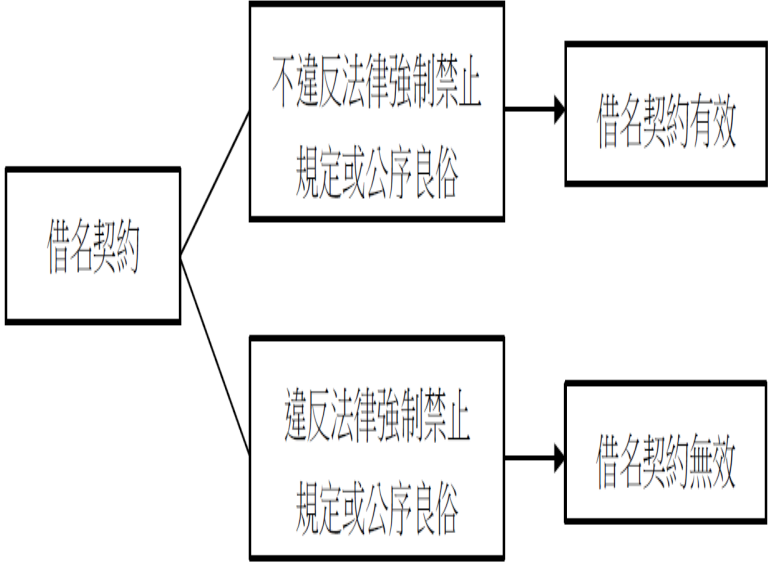 借名契約
不違反法律強制禁止
規定或公序良俗
借名契約有效
違反法律強制禁止
規定或公序良俗
借名契約無效